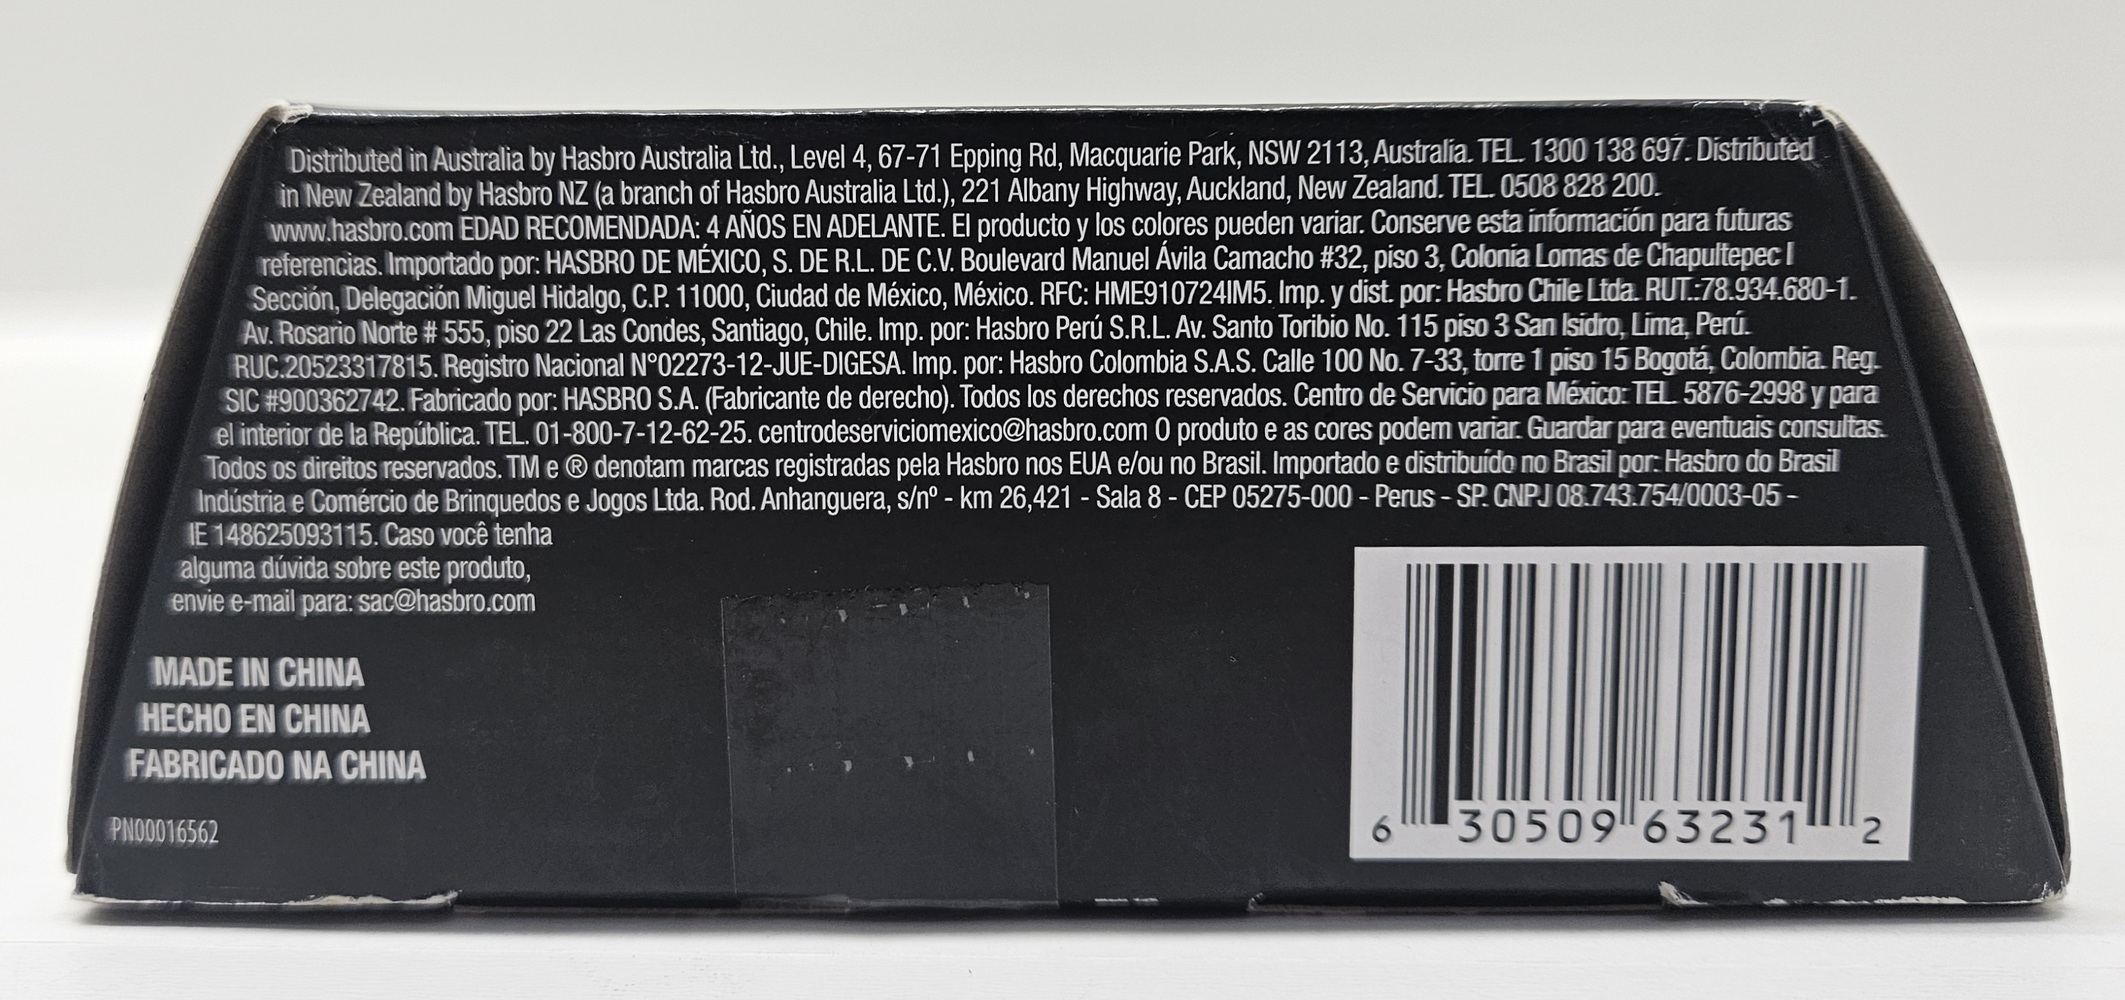 Distributed in Australia by Hasbro Australia Ltd., Level 4, 67-71 Epping Rd, Macquarie Park, NSW 2113, Australia. TEL. 1300 138 697. Distributed
in New Zealand by Hasbro NZ (a branch of Hasbro Australia Ltd.), 221 Albany Highway, Auckland, New Zealand. TEL. 0508 828 200.
www.hasbro.com EDAD RECOMENDADA: 4 AÑOS EN ADELANTE. El producto y los colores pueden variar. Conserve esta información para futuras
referencias. Importado por: HASBRO DE MÉXICO, S. DE R.L. DE C.V. Boulevard Manuel Ávila Camacho #32, piso 3, Colonia Lomas de Chapultepec I
Sección, Delegación Miguel Hidalgo, C.P. 11000, Ciudad de México, México. RFC: HME910724IM5. Imp. y dist. por: Hasbro Chile Ltda. RUT.:78.934.680-1.
Av. Rosario Norte # 555, piso 22 Las Condes, Santiago, Chile. Imp. por: Hasbro Perú S.R.L. Av. Santo Toribio No. 115 piso 3 San Isidro, Lima, Perú.
RUC.20523317815. Registro Nacional N°02273-12-JUE-DIGESA. Imp. por: Hasbro Colombia S.A.S. Calle 100 No. 7-33, torre 1 piso 15 Bogotá, Colombia. Reg.
SIC #900362742. Fabricado por: HASBRO S.A. (Fabricante de derecho). Todos los derechos reservados. Centro de Servicio para México: TEL. 5876-2998 y para
el interior de la República. TEL. 01-800-7-12-62-25. centrodeserviciomexico@hasbro.com O produto e as cores podem variar. Guardar para eventuais consultas.
Todos os direitos reservados. TM e ® denotam marcas registradas pela Hasbro nos EUA e/ou no Brasil. Importado e distribuído no Brasil por: Hasbro do Brasil
Indústria e Comércio de Brinquedos e Jogos Ltda. Rod. Anhanguera, s/nº - km 26,421 - Sala 8 - CEP 05275-000 - Perus - SP. CNPJ 08.743.754/0003-05 -
IE 148625093115. Caso você tenha
alguma dúvida sobre este produto,
envie e-mail para: sac@hasbro.com
MADE IN CHINA
HECHO EN CHINA
FABRICADO NA CHINA
PN00016562
6 30509 63231 2